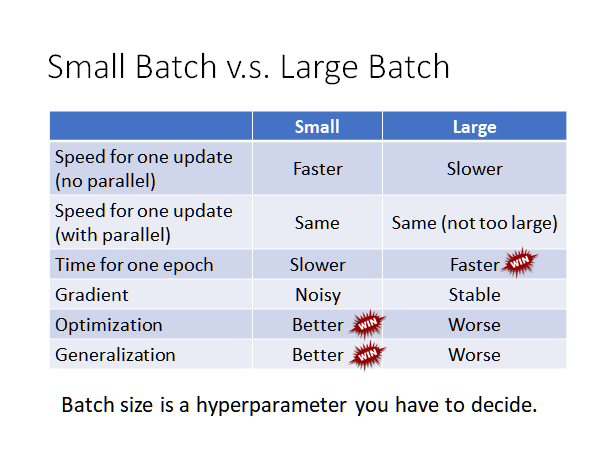 Small Batch v.s. Large Batch
Small Large
Speed for one update
(no parallel) Faster Slower
Speed for one update
(with parallel) Same Same (not too large)
Time for one epoch Slower Faster WIN
Gradient Noisy Stable
Optimization Better WIN Worse
Generalization Better WIN Worse
Batch size is a hyperparameter you have to decide.